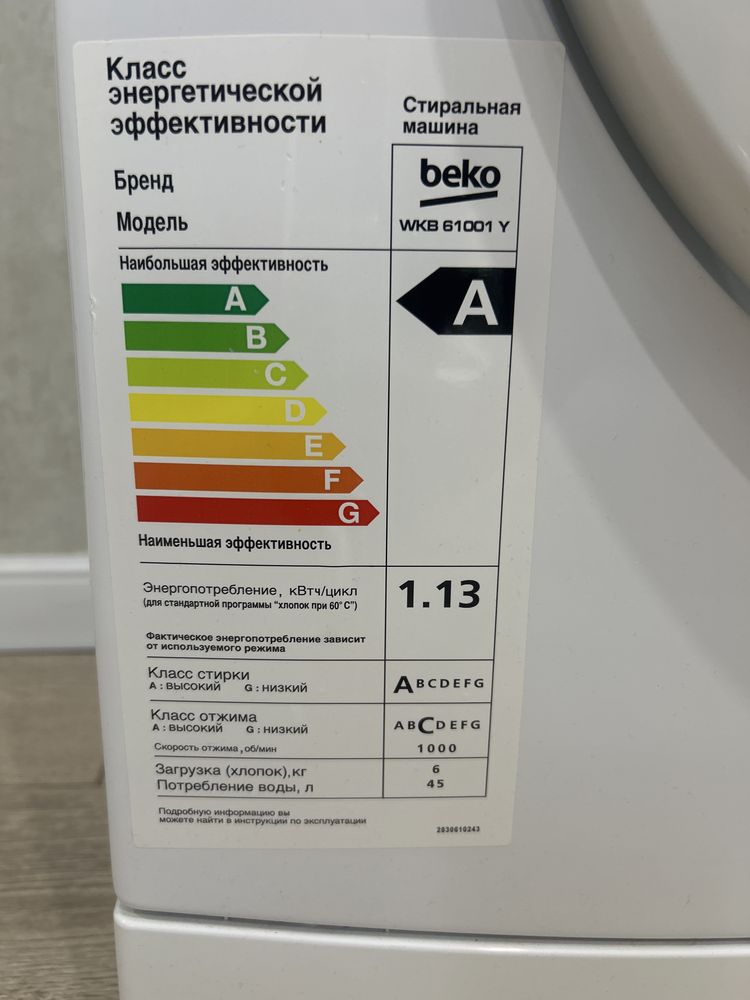 Класс
энергетической
эффективности
Стиральная
машина
Бренд
beko
Модель
WKB 61001 Y
Наибольшая эффективность
A
A
B
C
D
E
F
G
Наименьшая эффективность
Энергопотребление, кВтч/цикл
(для стандартной программы "хлопок при 60° C")
1.13
Фактическое энергопотребление зависит
от используемого режима
Класс стирки
A : ВЫСОКИЙ G : НИЗКИЙ
ABCDEFG
Класс отжима
A : ВЫСОКИЙ G : НИЗКИЙ
ABCDEFG
Скорость отжима, об/мин
1000
Загрузка (хлопок),кг
6
Потребление воды, л
45
Подробную информацию вы
можете найти в инструкции по эксплуатации
2030610243